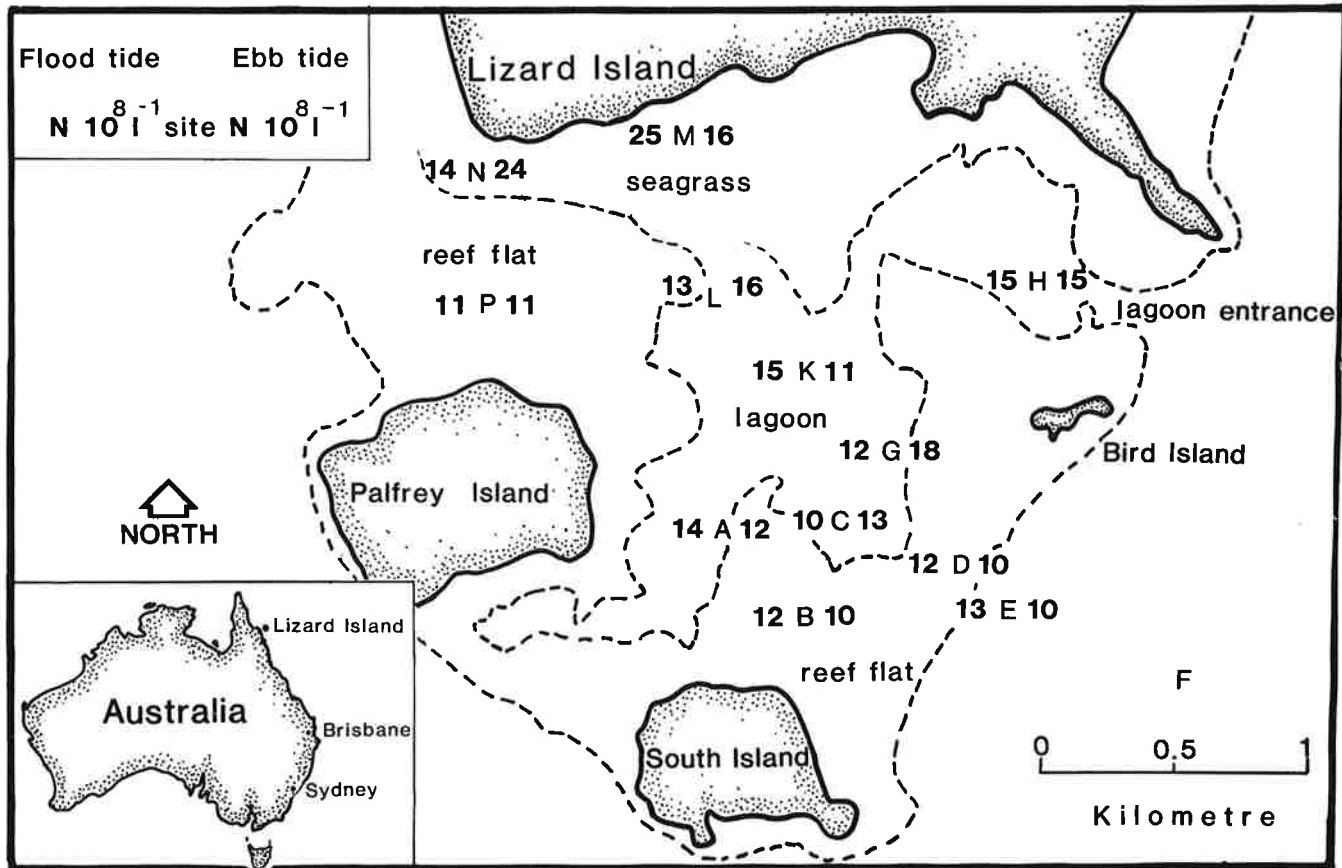 Flood tide Ebb tide
N 10⁸ l⁻¹ site N 10⁸ l⁻¹
Lizard Island
25 M 16
14 N 24
seagrass
reef flat
13 L 16
15 H 15
11 P 11
lagoon entrance
15 K 11
lagoon
12 G 18
Bird Island
Palfrey Island
NORTH
14 A 12
10 C 13
12 D 10
12 B 10
13 E 10
reef flat
F
Lizard Island
Australia
Brisbane
Sydney
South Island
0 0.5 1
Kilometre